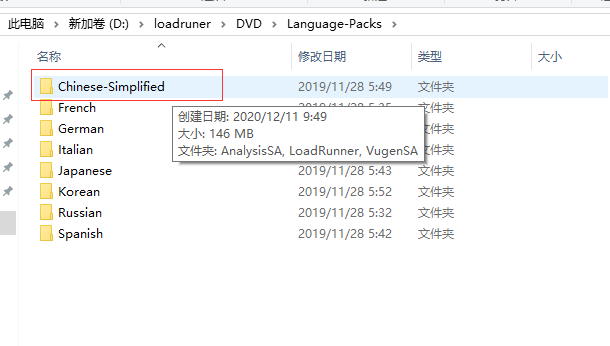 此电脑 > 新加卷 (D:) > loadruner > DVD > Language-Packs >
名称 修改日期 类型 大小
Chinese-Simplified 2019/11/28 5:49 文件夹
French 文件夹
创建日期: 2020/12/11 9:49
German 文件夹
大小: 146 MB
Italian 文件夹
文件夹: AnalysisSA, LoadRunner, VugenSA
Japanese 2019/11/28 5:43 文件夹
Korean 2019/11/28 5:52 文件夹
Russian 2019/11/28 5:32 文件夹
Spanish 2019/11/28 5:42 文件夹